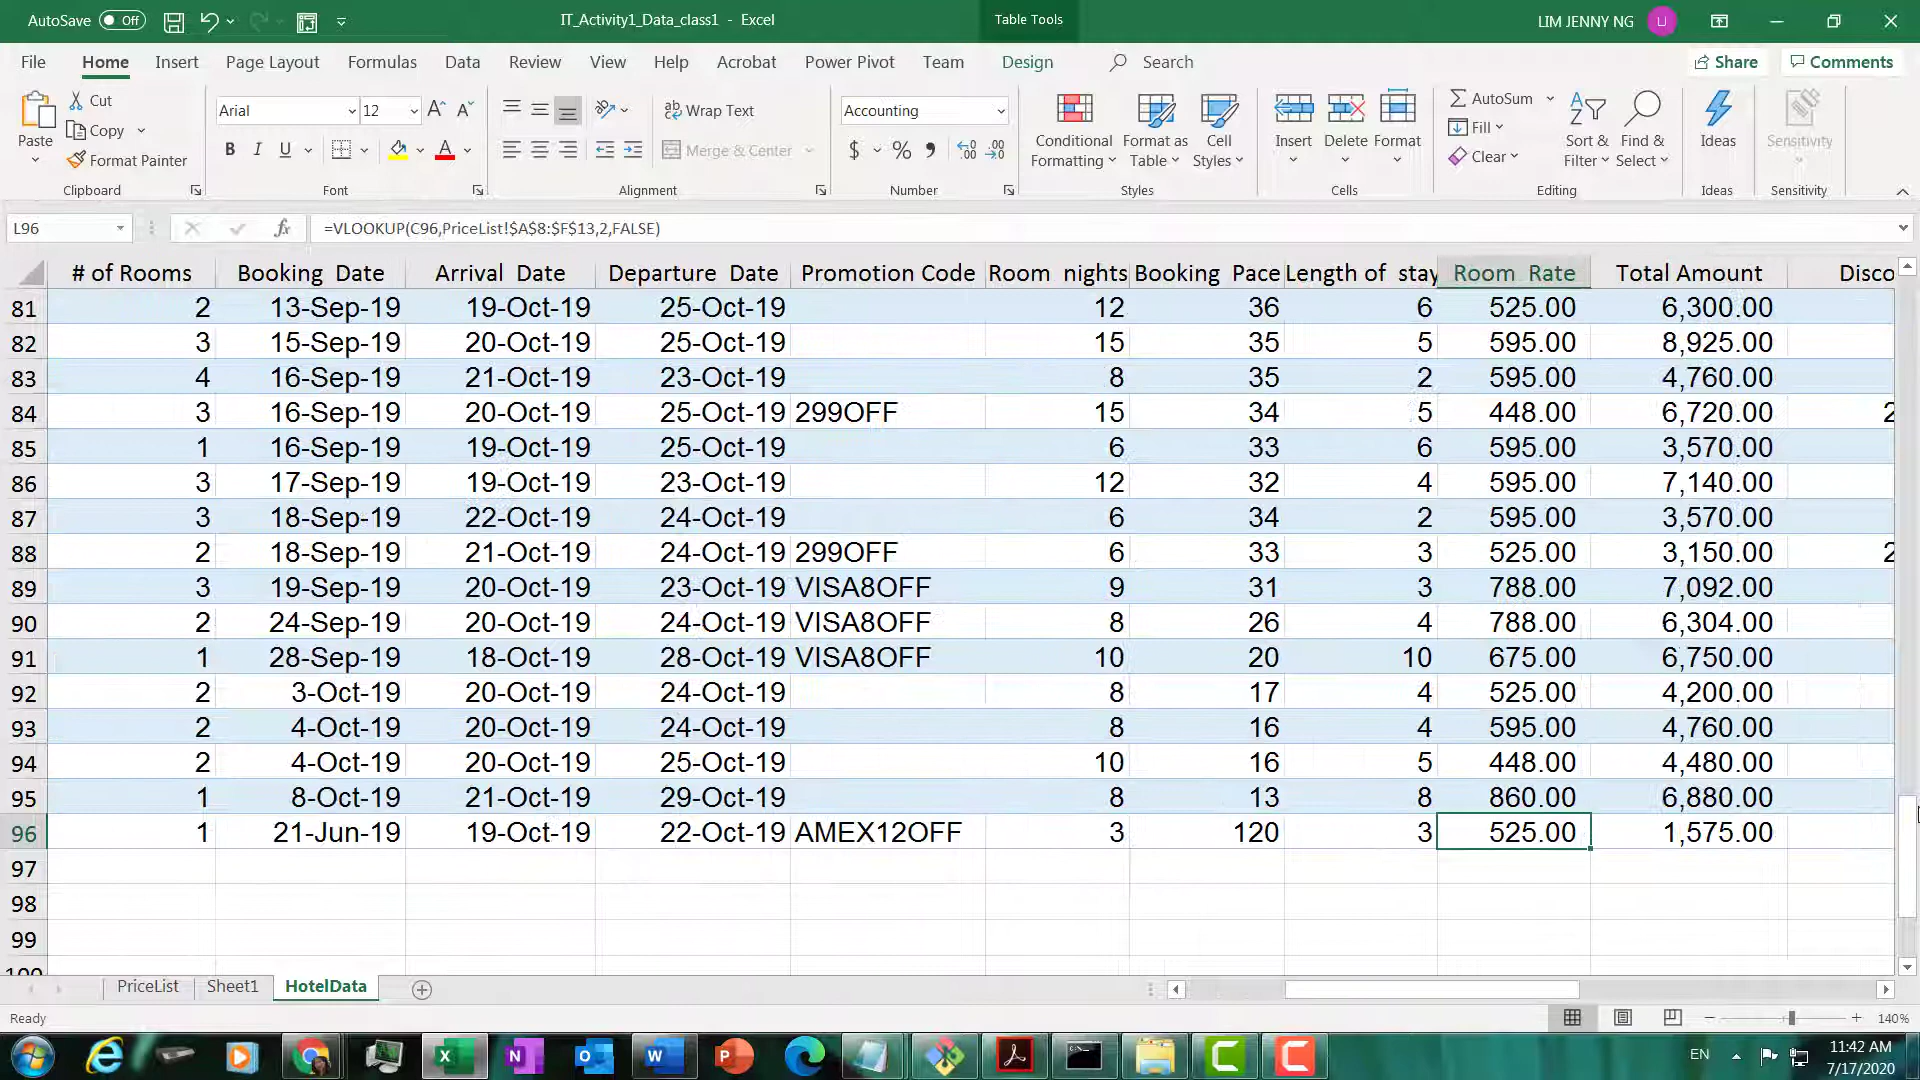 AutoSave Off IT_Activity1_Data_class1 - Excel Table Tools LIM JENNY NG LJ
File Home Insert Page Layout Formulas Data Review View Help Acrobat Power Pivot Team Design Search Share Comments
Paste Cut Copy Format Painter Clipboard
Arial 12 A A B I U A Font
ab Wrap Text Merge & Center Alignment
Accounting $ % Number
Conditional Formatting Format as Table Cell Styles Styles
Insert Delete Format Cells
AutoSum Fill Clear Sort & Filter Find & Select Editing
Ideas Ideas Sensitivity Sensitivity
L96 fx =VLOOKUP(C96,PriceList!$A$8:$F$13,2,FALSE)
# of Rooms Booking Date Arrival Date Departure Date Promotion Code Room nights Booking Pace Length of stay Room Rate Total Amount Disco
81 2 13-Sep-19 19-Oct-19 25-Oct-19 12 36 6 525.00 6,300.00
82 3 15-Sep-19 20-Oct-19 25-Oct-19 15 35 5 595.00 8,925.00
83 4 16-Sep-19 21-Oct-19 23-Oct-19 8 35 2 595.00 4,760.00
84 3 16-Sep-19 20-Oct-19 25-Oct-19 299OFF 15 34 5 448.00 6,720.00 2
85 1 16-Sep-19 19-Oct-19 25-Oct-19 6 33 6 595.00 3,570.00
86 3 17-Sep-19 19-Oct-19 23-Oct-19 12 32 4 595.00 7,140.00
87 3 18-Sep-19 22-Oct-19 24-Oct-19 6 34 2 595.00 3,570.00
88 2 18-Sep-19 21-Oct-19 24-Oct-19 299OFF 6 33 3 525.00 3,150.00 2
89 3 19-Sep-19 20-Oct-19 23-Oct-19 VISA8OFF 9 31 3 788.00 7,092.00
90 2 24-Sep-19 20-Oct-19 24-Oct-19 VISA8OFF 8 26 4 788.00 6,304.00
91 1 28-Sep-19 18-Oct-19 28-Oct-19 VISA8OFF 10 20 10 675.00 6,750.00
92 2 3-Oct-19 20-Oct-19 24-Oct-19 8 17 4 525.00 4,200.00
93 2 4-Oct-19 20-Oct-19 24-Oct-19 8 16 4 595.00 4,760.00
94 2 4-Oct-19 20-Oct-19 25-Oct-19 10 16 5 448.00 4,480.00
95 1 8-Oct-19 21-Oct-19 29-Oct-19 8 13 8 860.00 6,880.00
96 1 21-Jun-19 19-Oct-19 22-Oct-19 AMEX12OFF 3 120 3 525.00 1,575.00
97
98
99
100
PriceList Sheet1 HotelData
Ready 140%
EN 11:42 AM
7/17/2020